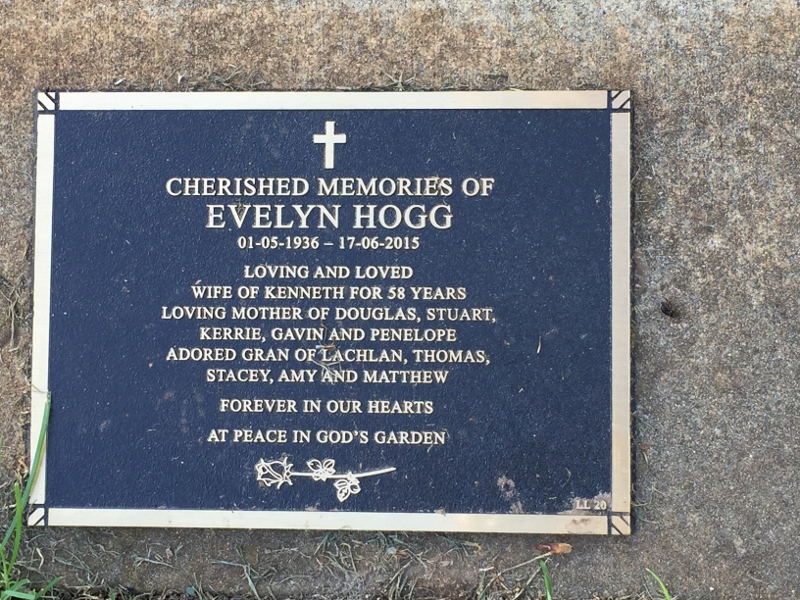 CHERISHED MEMORIES OF
EVELYN HOGG
01-05-1936 – 17-06-2015
LOVING AND LOVED
WIFE OF KENNETH FOR 58 YEARS
LOVING MOTHER OF DOUGLAS, STUART,
KERRIE, GAVIN AND PENELOPE
ADORED GRAN OF LACHLAN, THOMAS,
STACEY, AMY AND MATTHEW
FOREVER IN OUR HEARTS
AT PEACE IN GOD'S GARDEN
LL 20